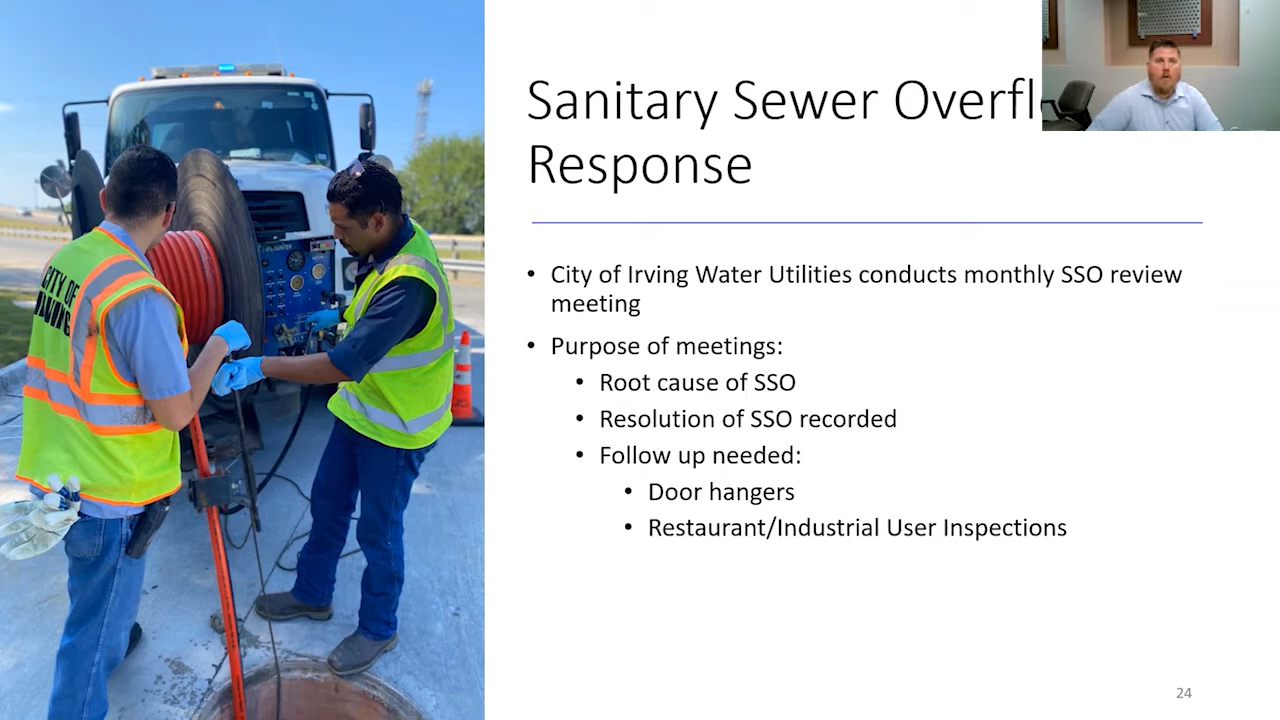 Sanitary Sewer Overfl
Response
• City of Irving Water Utilities conducts monthly SSO review
meeting
• Purpose of meetings:
• Root cause of SSO
• Resolution of SSO recorded
• Follow up needed:
• Door hangers
• Restaurant/Industrial User Inspections
24
CITY OF
IRVING